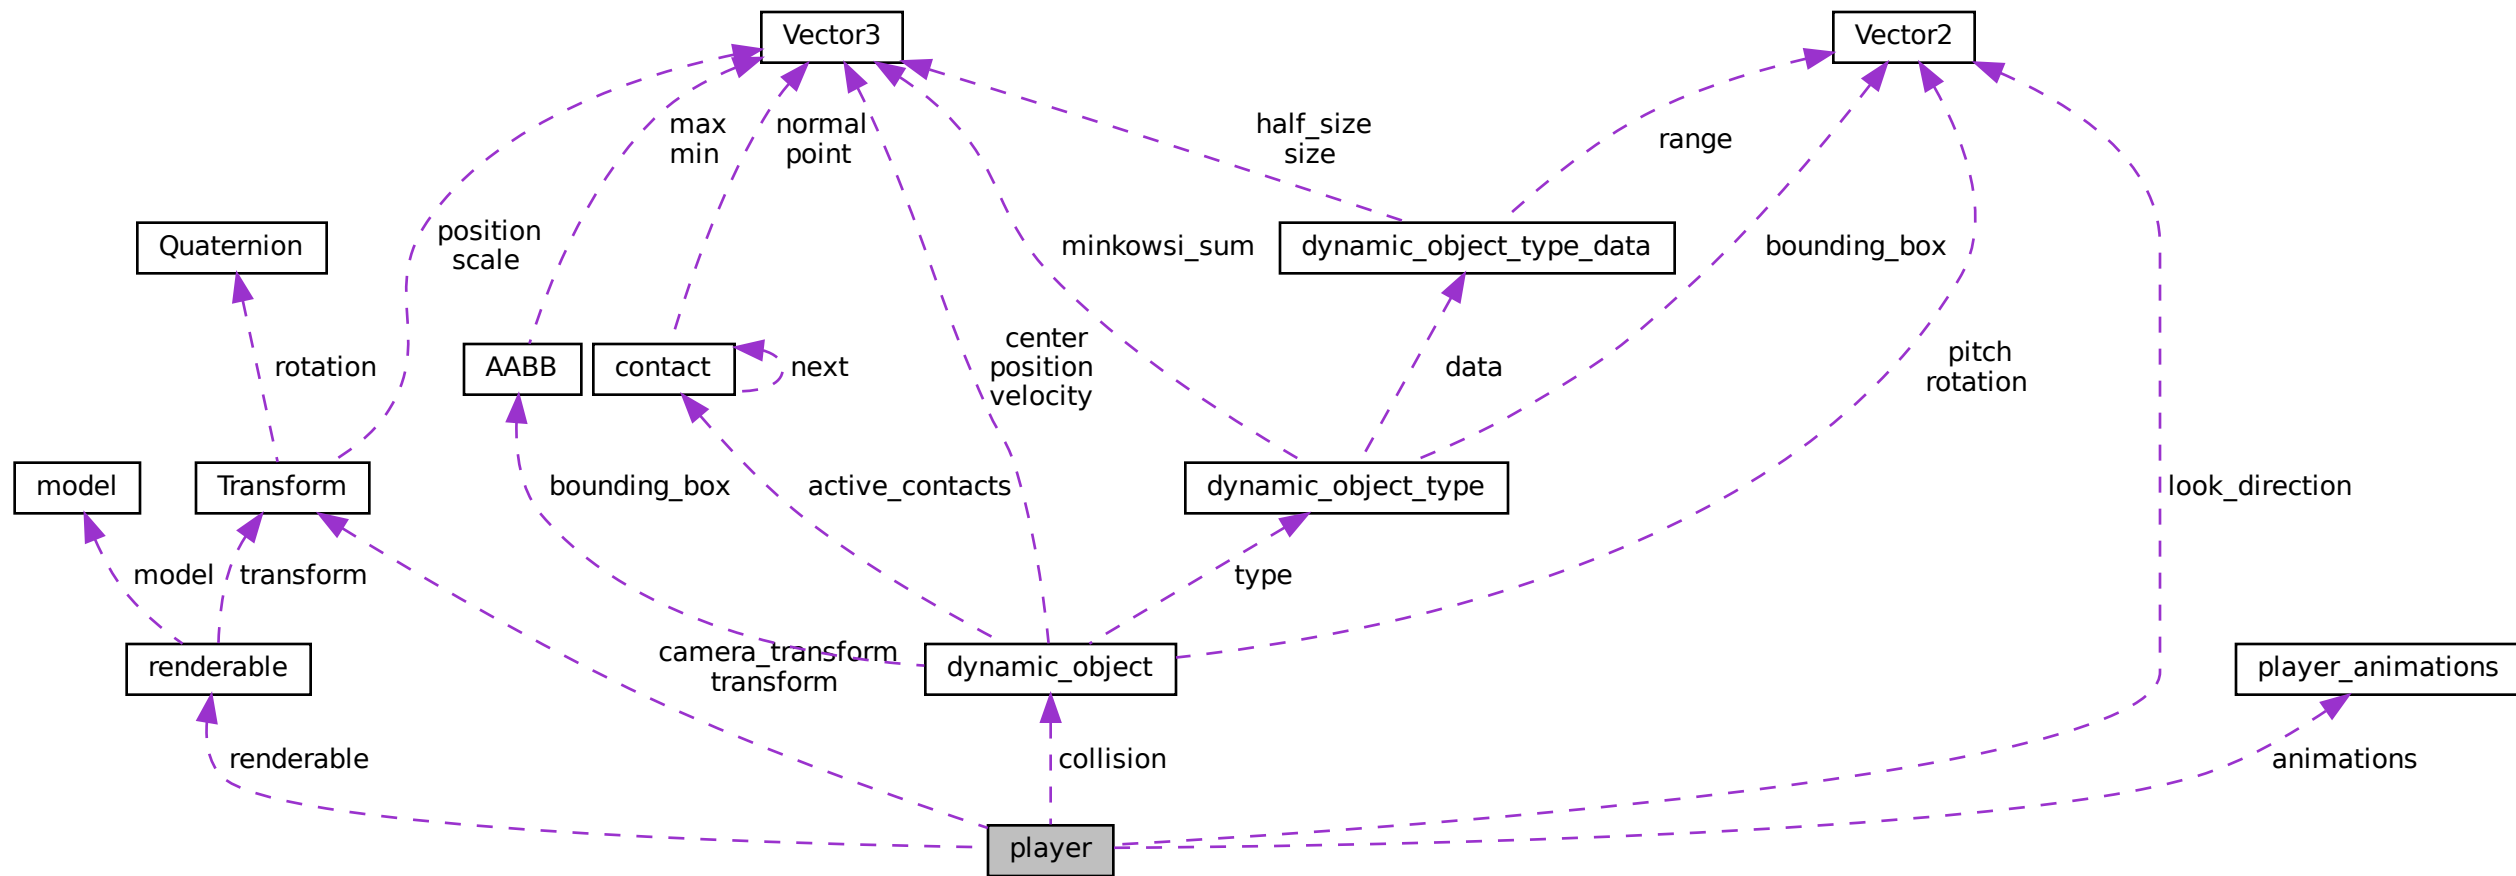 Vector3
Vector2
max
min
normal
point
half_size
size
range
position
scale
Quaternion
minkowsi_sum
dynamic_object_type_data
bounding_box
center
position
velocity
rotation
AABB
contact
next
data
pitch
rotation
model
Transform
bounding_box
active_contacts
dynamic_object_type
look_direction
model
transform
type
camera_transform
transform
renderable
dynamic_object
player_animations
renderable
collision
animations
player